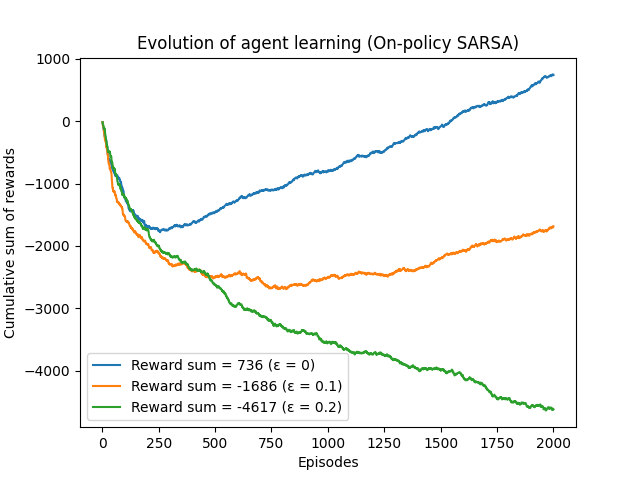 Evolution of agent learning (On-policy SARSA)
Cumulative sum of rewards
1000
0
−1000
−2000
−3000
−4000
Reward sum = 736 (ε = 0)
Reward sum = -1686 (ε = 0.1)
Reward sum = -4617 (ε = 0.2)
0 250 500 750 1000 1250 1500 1750 2000
Episodes